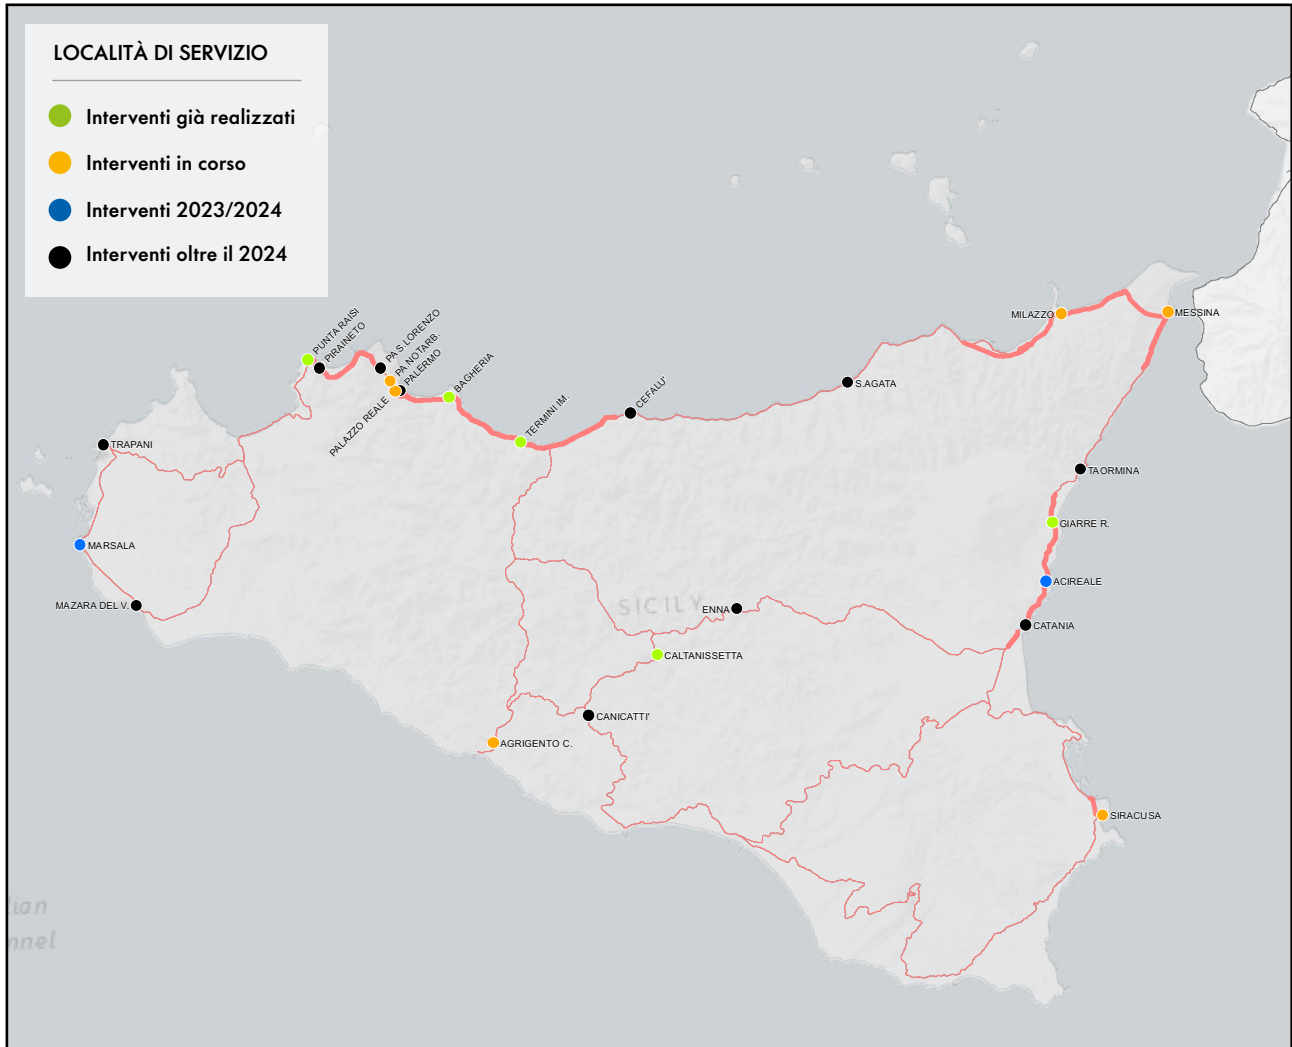 LOCALITÀ DI SERVIZIO
Interventi già realizzati
Interventi in corso
Interventi 2023/2024
Interventi oltre il 2024
PUNTA RAISI
PIRAINETO
PA S.LORENZO
PA NOTARB.
PALERMO
PALAZZO REALE
BAGHERIA
TERMINI IM.
CEFALU'
S.AGATA
MILAZZO
MESSINA
TRAPANI
TAORMINA
GIARRE R.
MARSALA
ACIREALE
MAZARA DEL V.
SICILY
ENNA
CATANIA
CALTANISSETTA
CANICATTI'
AGRIGENTO C.
SIRACUSA
lian
nnel